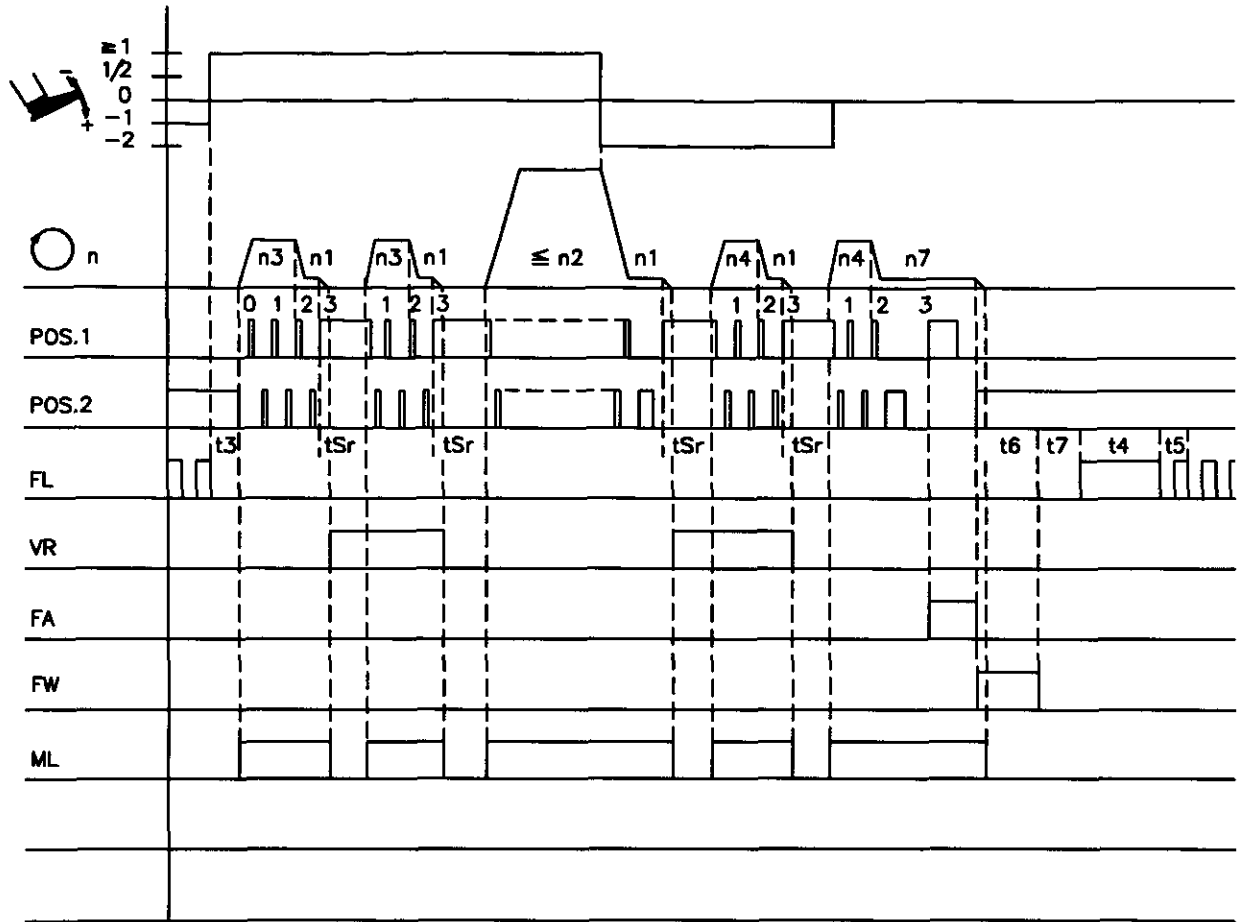 ≧1
1/2
0
-1
-2
-
+
n
n3 n1 n3 n1 ≦ n2 n1 n4 n1 n4 n7
0 1 2 3 1 2 3 1 2 3 1 2 3
POS.1
POS.2
t3 tSr tSr tSr tSr t6 t7 t4 t5
FL
VR
FA
FW
ML